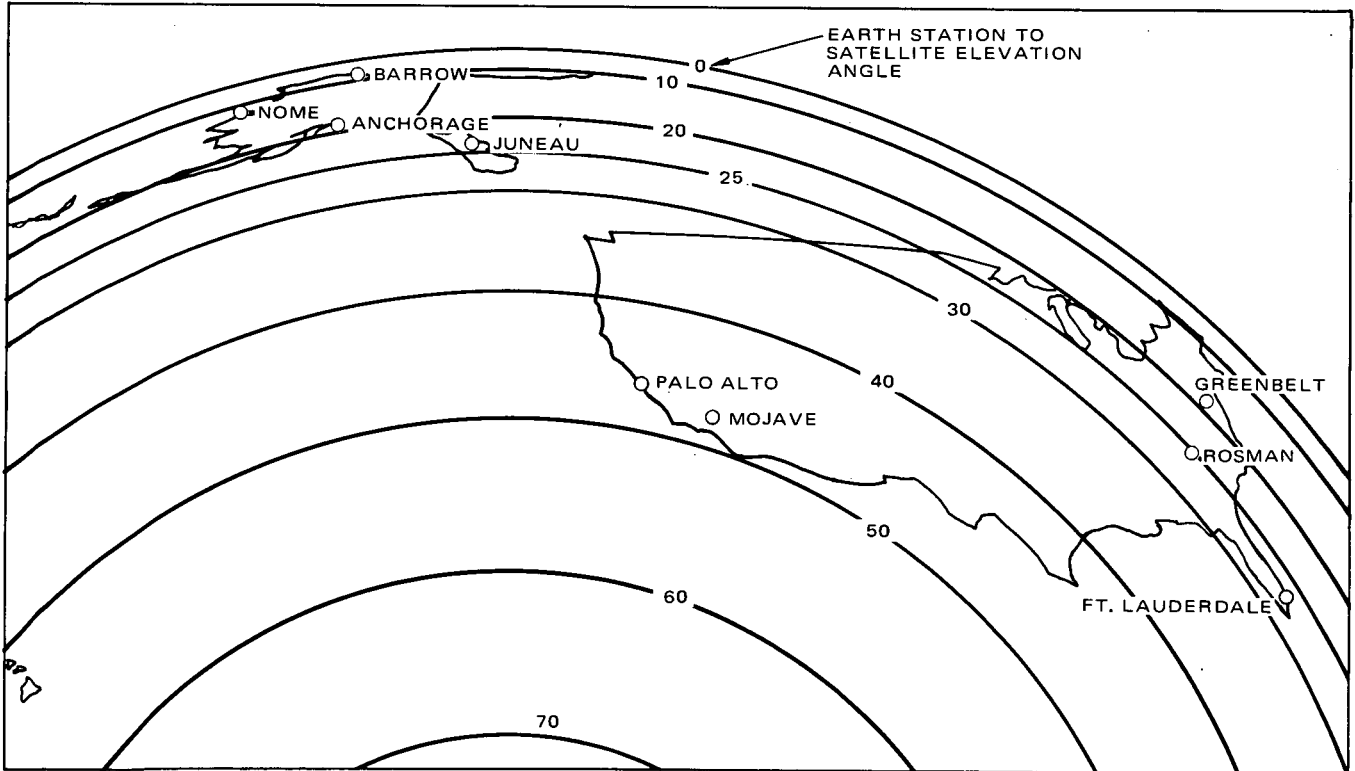 EARTH STATION TO
SATELLITE ELEVATION
ANGLE
0
BARROW
10
NOME
ANCHORAGE
20
JUNEAU
25
30
40
PALO ALTO
GREENBELT
MOJAVE
ROSMAN
50
60
FT. LAUDERDALE
70